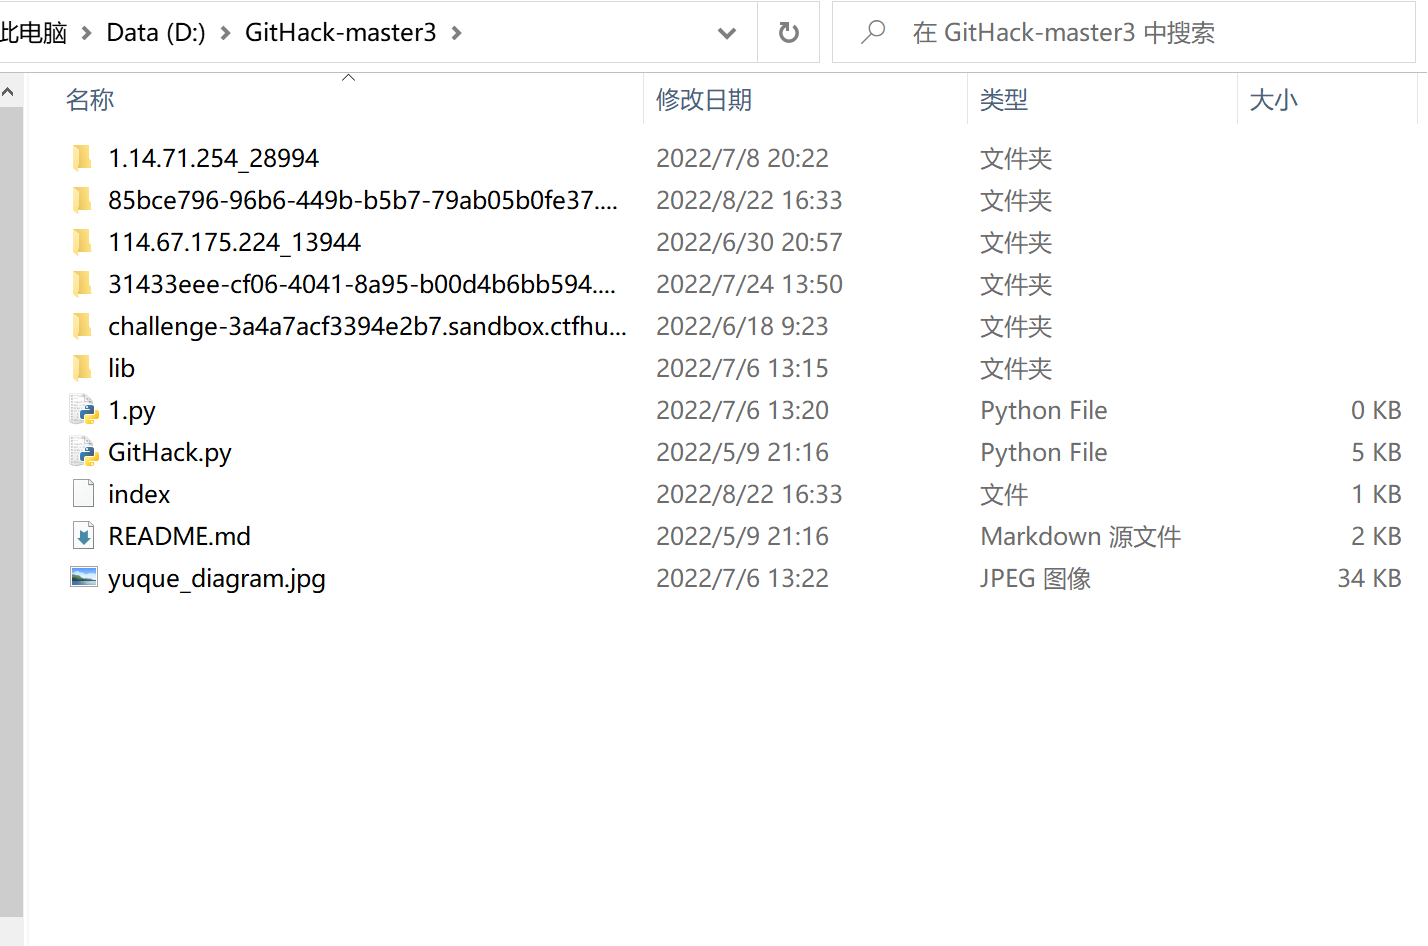 此电脑 > Data (D:) > GitHack-master3 >
在 GitHack-master3 中搜索
名称 修改日期 类型 大小
1.14.71.254_28994 2022/7/8 20:22 文件夹
85bce796-96b6-449b-b5b7-79ab05b0fe37.... 2022/8/22 16:33 文件夹
114.67.175.224_13944 2022/6/30 20:57 文件夹
31433eee-cf06-4041-8a95-b00d4b6bb594.... 2022/7/24 13:50 文件夹
challenge-3a4a7acf3394e2b7.sandbox.ctfhu... 2022/6/18 9:23 文件夹
lib 2022/7/6 13:15 文件夹
1.py 2022/7/6 13:20 Python File 0 KB
GitHack.py 2022/5/9 21:16 Python File 5 KB
index 2022/8/22 16:33 文件 1 KB
README.md 2022/5/9 21:16 Markdown 源文件 2 KB
yuque_diagram.jpg 2022/7/6 13:22 JPEG 图像 34 KB